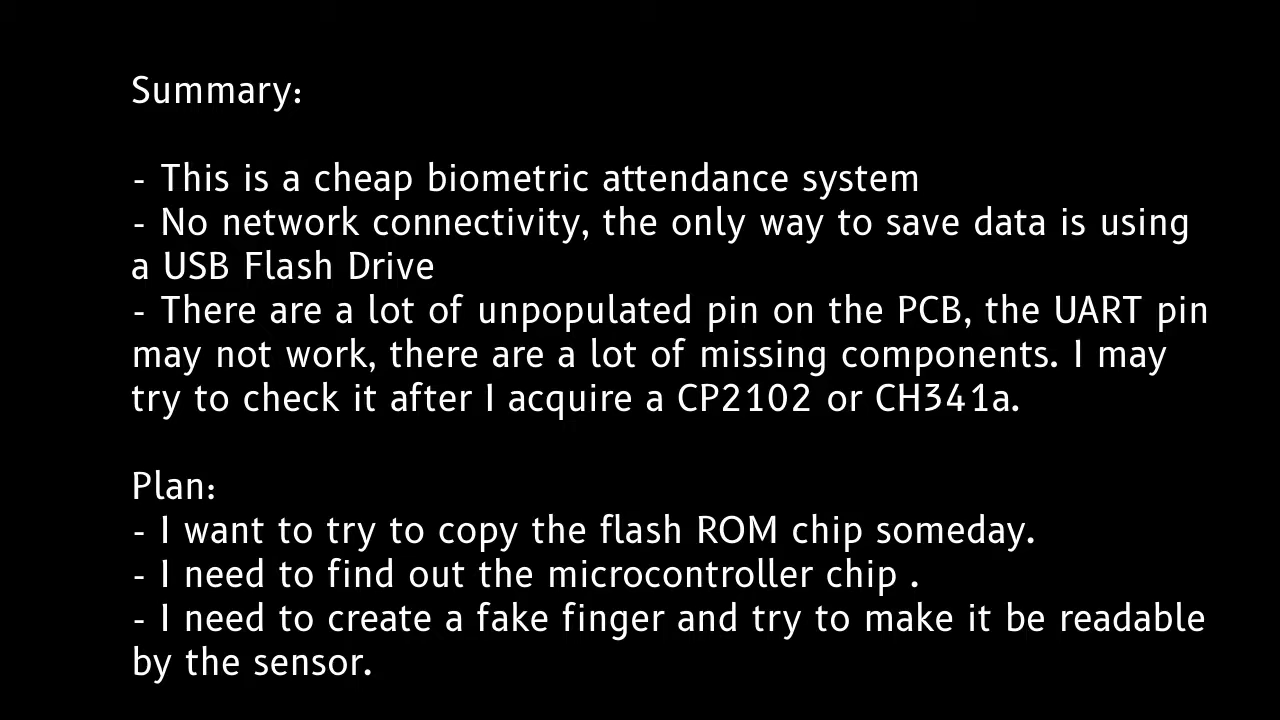 Summary:
- This is a cheap biometric attendance system
- No network connectivity, the only way to save data is using
a USB Flash Drive
- There are a lot of unpopulated pin on the PCB, the UART pin
may not work, there are a lot of missing components. I may
try to check it after I acquire a CP2102 or CH341a.
Plan:
- I want to try to copy the flash ROM chip someday.
- I need to find out the microcontroller chip .
- I need to create a fake finger and try to make it be readable
by the sensor.